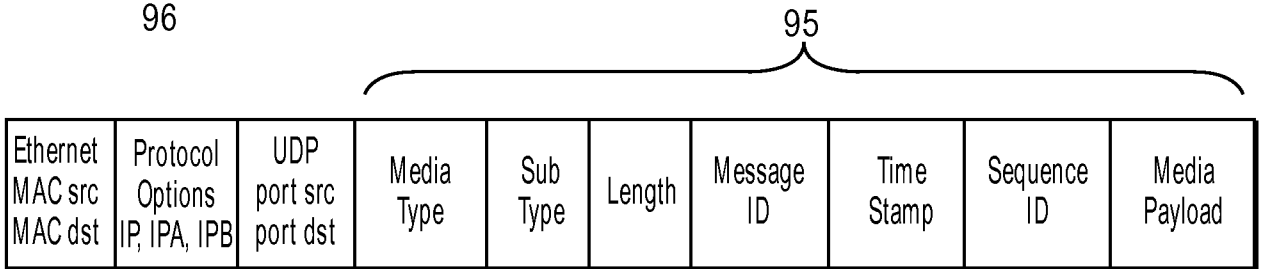 96
95
Ethernet
MAC src
MAC dst
Protocol
Options
IP, IPA, IPB
UDP
port src
port dst
Media
Type
Sub
Type
Length
Message
ID
Time
Stamp
Sequence
ID
Media
Payload